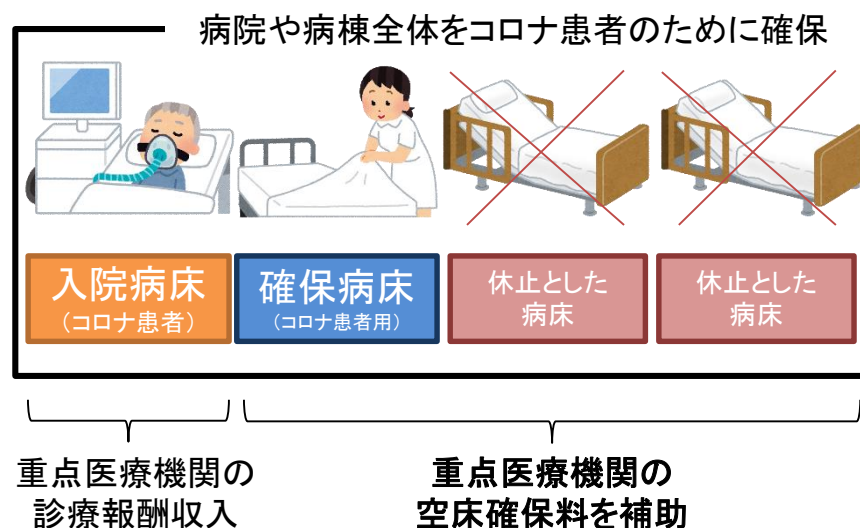 病院や病棟全体をコロナ患者のために確保
入院病床
（コロナ患者）
確保病床
（コロナ患者用）
休止とした
病床
休止とした
病床
重点医療機関の
診療報酬収入
重点医療機関の
空床確保料を補助